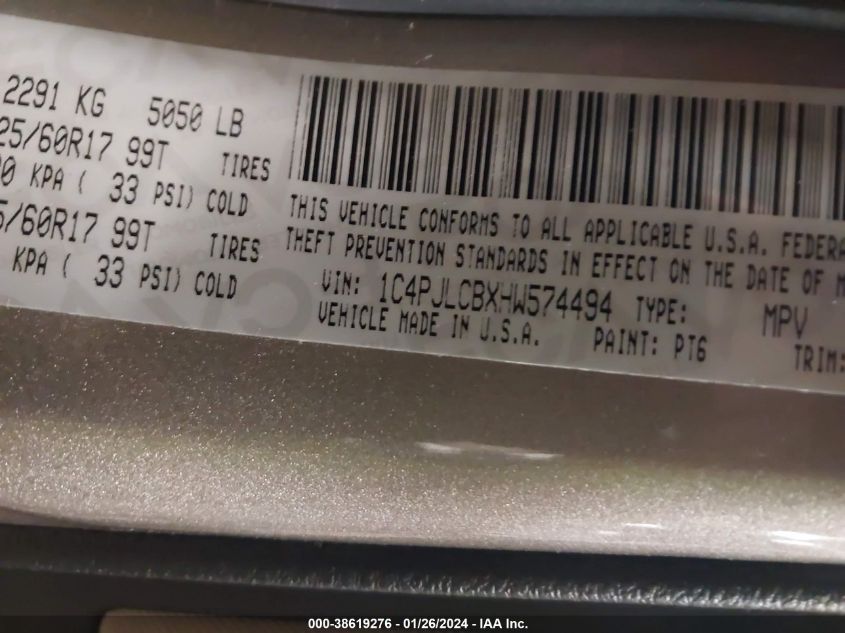 2291 KG 5050 LB
25/60R17 99T TIRES
0 KPA ( 33 PSI) COLD
5/60R17 99T TIRES
KPA ( 33 PSI) COLD
THIS VEHICLE CONFORMS TO ALL APPLICABLE U.S.A. FEDERA
THEFT PREVENTION STANDARDS IN EFFECT ON THE DATE OF M
VIN: 1C4PJLCBXHW574494 TYPE: MPV
VEHICLE MADE IN U.S.A. PAINT: PT6 TRIM:
000-38619276 - 01/26/2024 - IAA Inc.